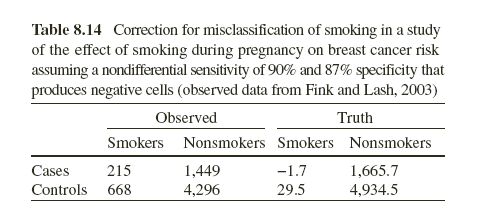 Table 8.14 Correction for misclassification of smoking in a study
of the effect of smoking during pregnancy on breast cancer risk
assuming a nondifferential sensitivity of 90% and 87% specificity that
produces negative cells (observed data from Fink and Lash, 2003)
Observed Truth
Smokers Nonsmokers Smokers Nonsmokers
Cases 215 1,449 −1.7 1,665.7
Controls 668 4,296 29.5 4,934.5